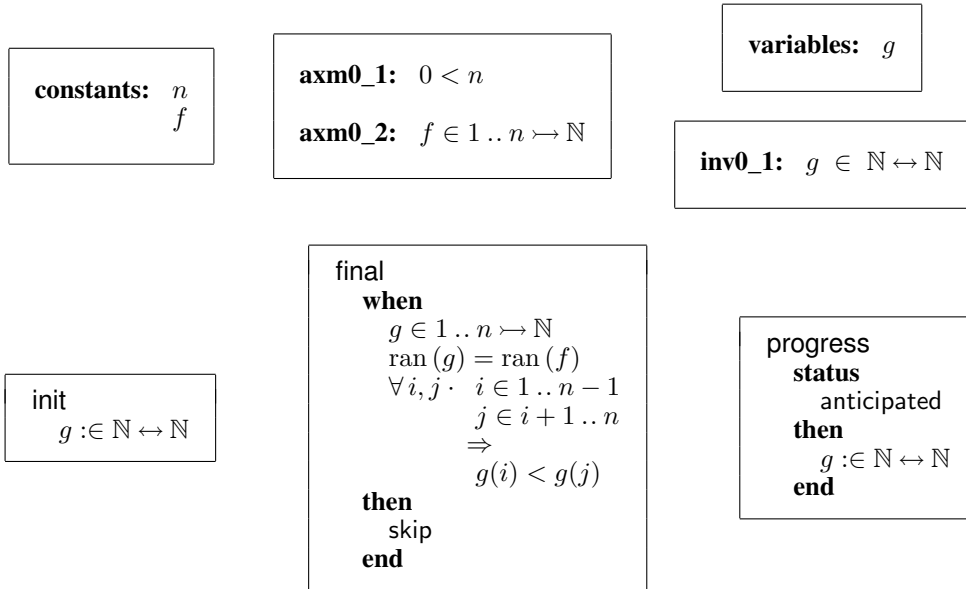 constants: n
f
axm0_1: 0 < n
axm0_2: f ∈ 1 .. n ↣ ℕ
variables: g
inv0_1: g ∈ ℕ ↔ ℕ
init
g :∈ ℕ ↔ ℕ
final
when
g ∈ 1 .. n ↣ ℕ
ran (g) = ran (f)
∀ i, j · i ∈ 1 .. n − 1
j ∈ i + 1 .. n
⇒
g(i) < g(j)
then
skip
end
progress
status
anticipated
then
g :∈ ℕ ↔ ℕ
end